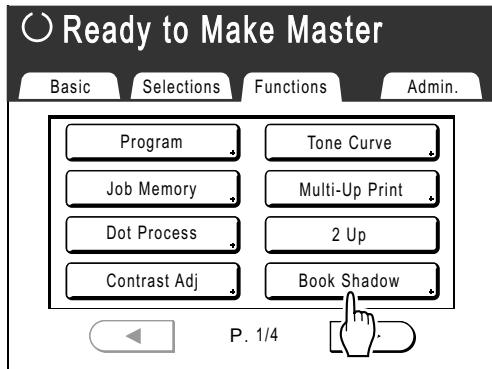 Ready to Make Master
Basic Selections Functions Admin.
Program Tone Curve
Job Memory Multi-Up Print
Dot Process 2 Up
Contrast Adj Book Shadow
P. 1/4